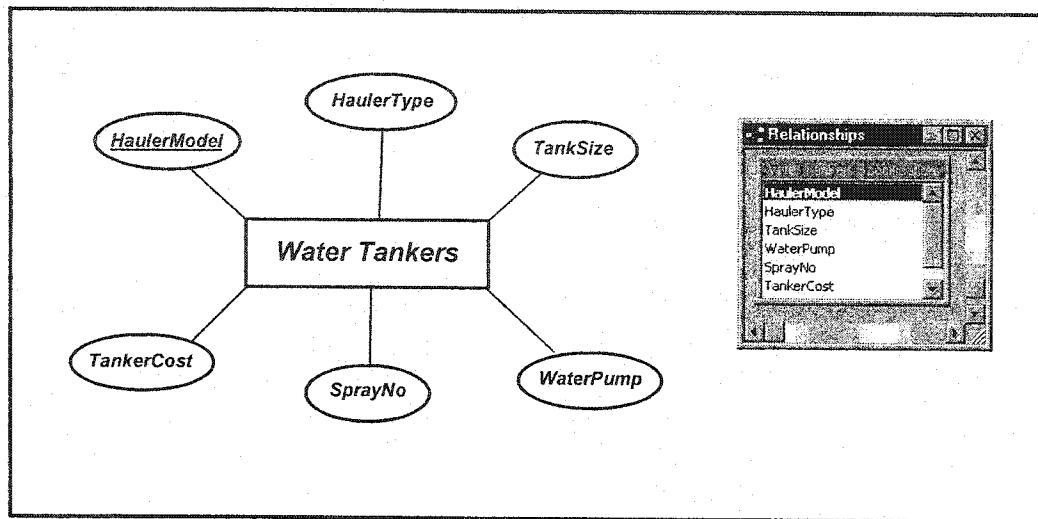 HaulerType
HaulerModel
TankSize
Water Tankers
TankerCost
SprayNo
WaterPump
Relationships
HaulerModel
HaulerType
TankSize
WaterPump
SprayNo
TankerCost